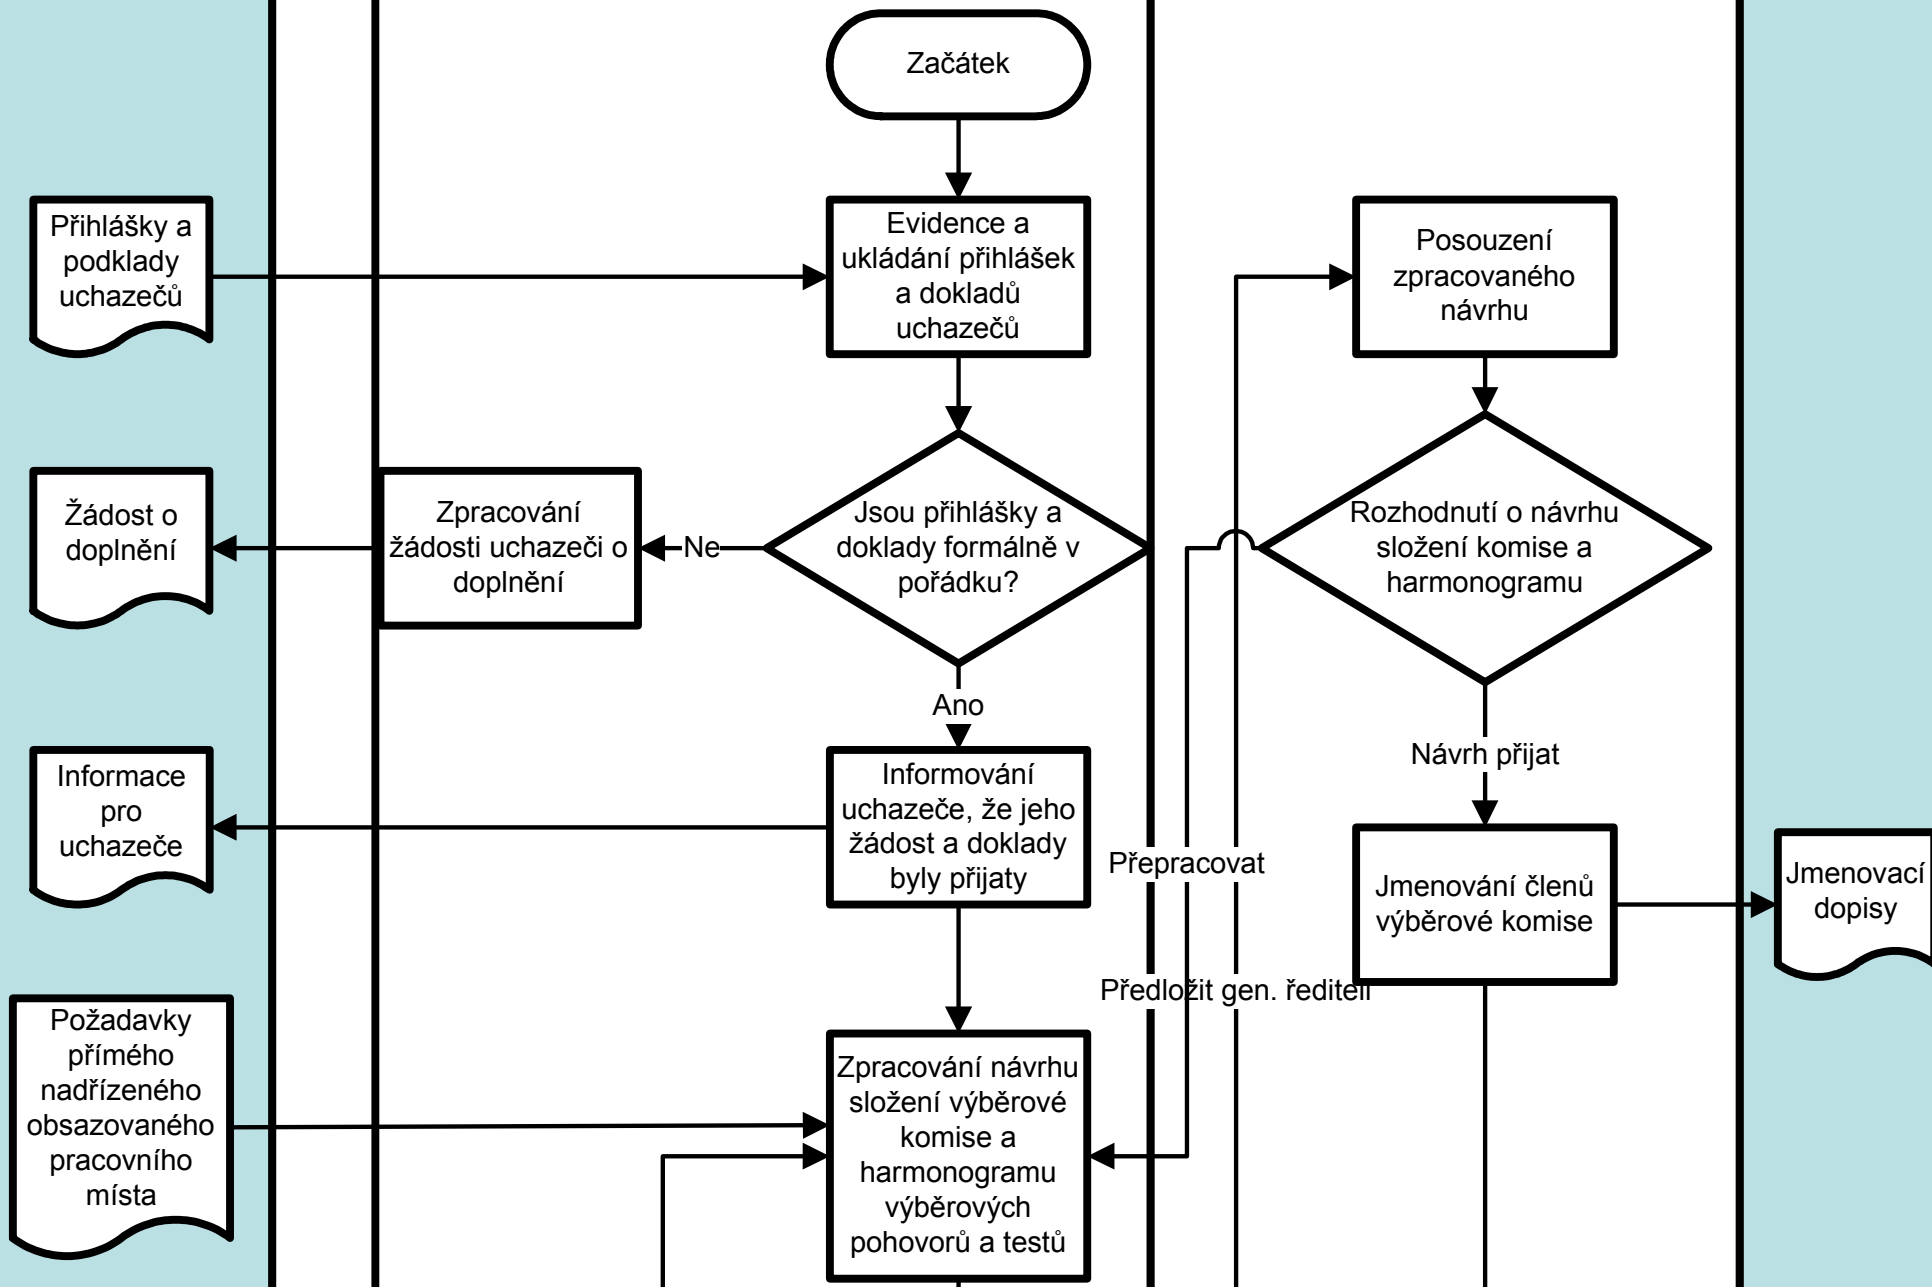 Začátek
Přihlášky a
podklady
uchazečů
Evidence a
ukládání přihlášek
a dokladů
uchazečů
Posouzení
zpracovaného
návrhu
Žádost o
doplnění
Zpracování
žádosti uchazeči o
doplnění
Ne
Jsou přihlášky a
doklady formálně v
pořádku?
Rozhodnutí o návrhu
složení komise a
harmonogramu
Ano
Návrh přijat
Informace
pro
uchazeče
Informování
uchazeče, že jeho
žádost a doklady
byly přijaty
Přepracovat
Jmenování členů
výběrové komise
Jmenovací
dopisy
Předložit gen. řediteli
Požadavky
přímého
nadřízeného
obsazovaného
pracovního
místa
Zpracování návrhu
složení výběrové
komise a
harmonogramu
výběrových
pohovorů a testů